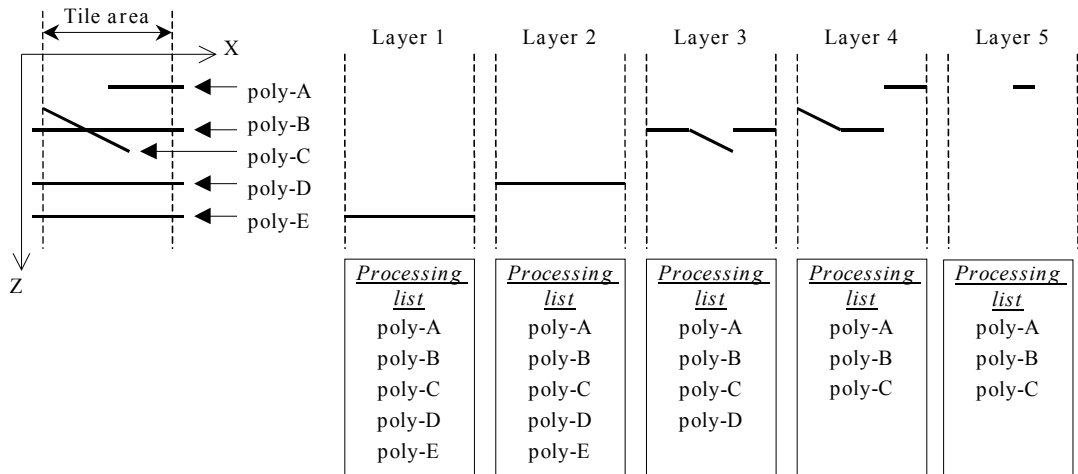 Tile area
X
Z
poly-A
poly-B
poly-C
poly-D
poly-E
Layer 1
Layer 2
Layer 3
Layer 4
Layer 5
Processing
list
poly-A
poly-B
poly-C
poly-D
poly-E
Processing
list
poly-A
poly-B
poly-C
poly-D
poly-E
Processing
list
poly-A
poly-B
poly-C
poly-D
Processing
list
poly-A
poly-B
poly-C
Processing
list
poly-A
poly-B
poly-C